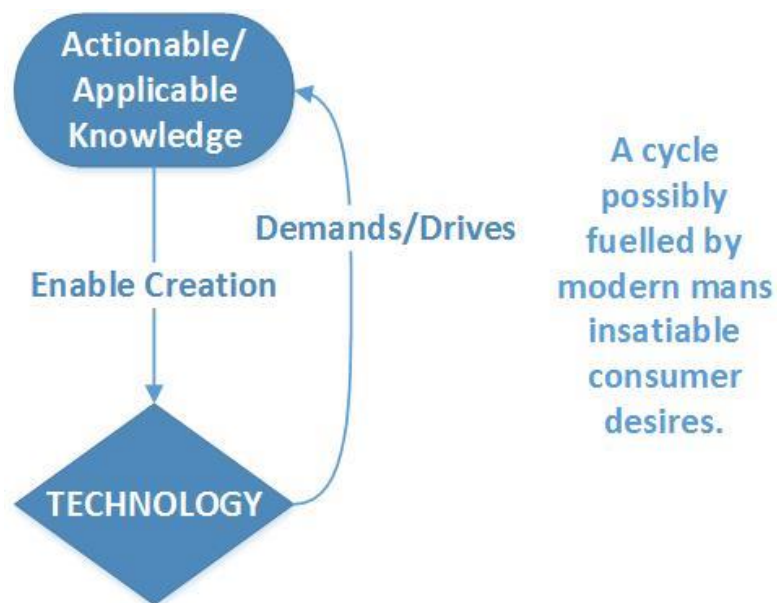 Actionable/
Applicable
Knowledge
Demands/Drives
Enable Creation
TECHNOLOGY
A cycle
possibly
fuelled by
modern mans
insatiable
consumer
desires.